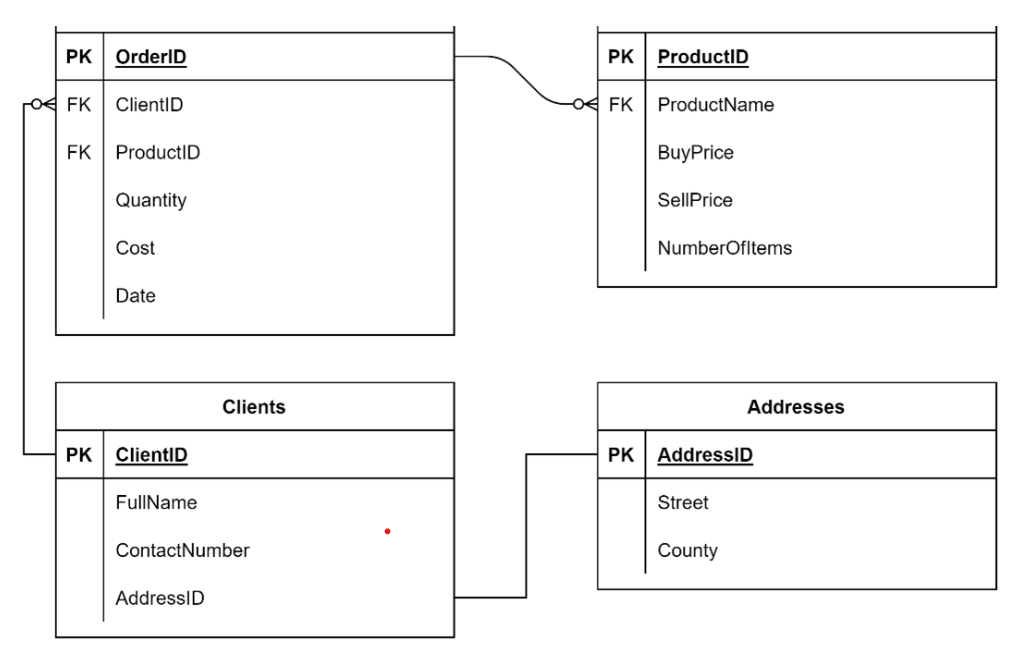 PK OrderID
FK ClientID
FK ProductID
Quantity
Cost
Date
PK ProductID
FK ProductName
BuyPrice
SellPrice
NumberOfItems
Clients
PK ClientID
FullName
ContactNumber
AddressID
Addresses
PK AddressID
Street
County